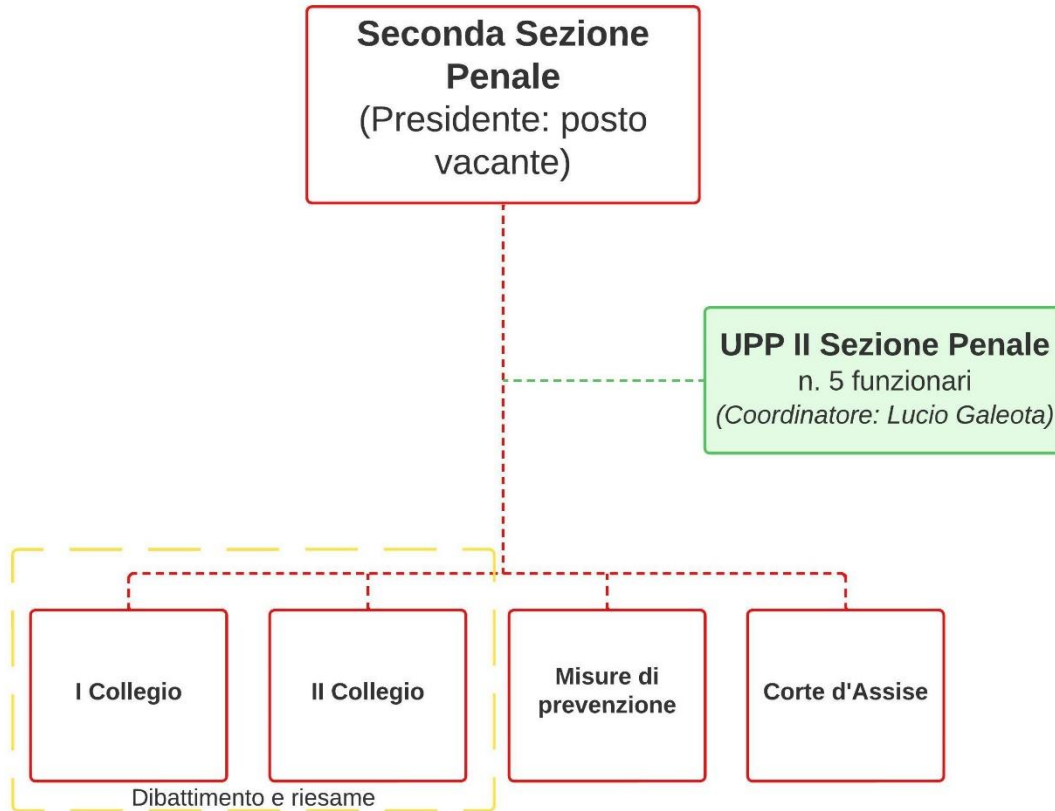 Seconda Sezione
Penale
(Presidente: posto
vacante)
UPP II Sezione Penale
n. 5 funzionari
(Coordinatore: Lucio Galeota)
I Collegio
II Collegio
Misure di
prevenzione
Corte d'Assise
Dibattimento e riesame